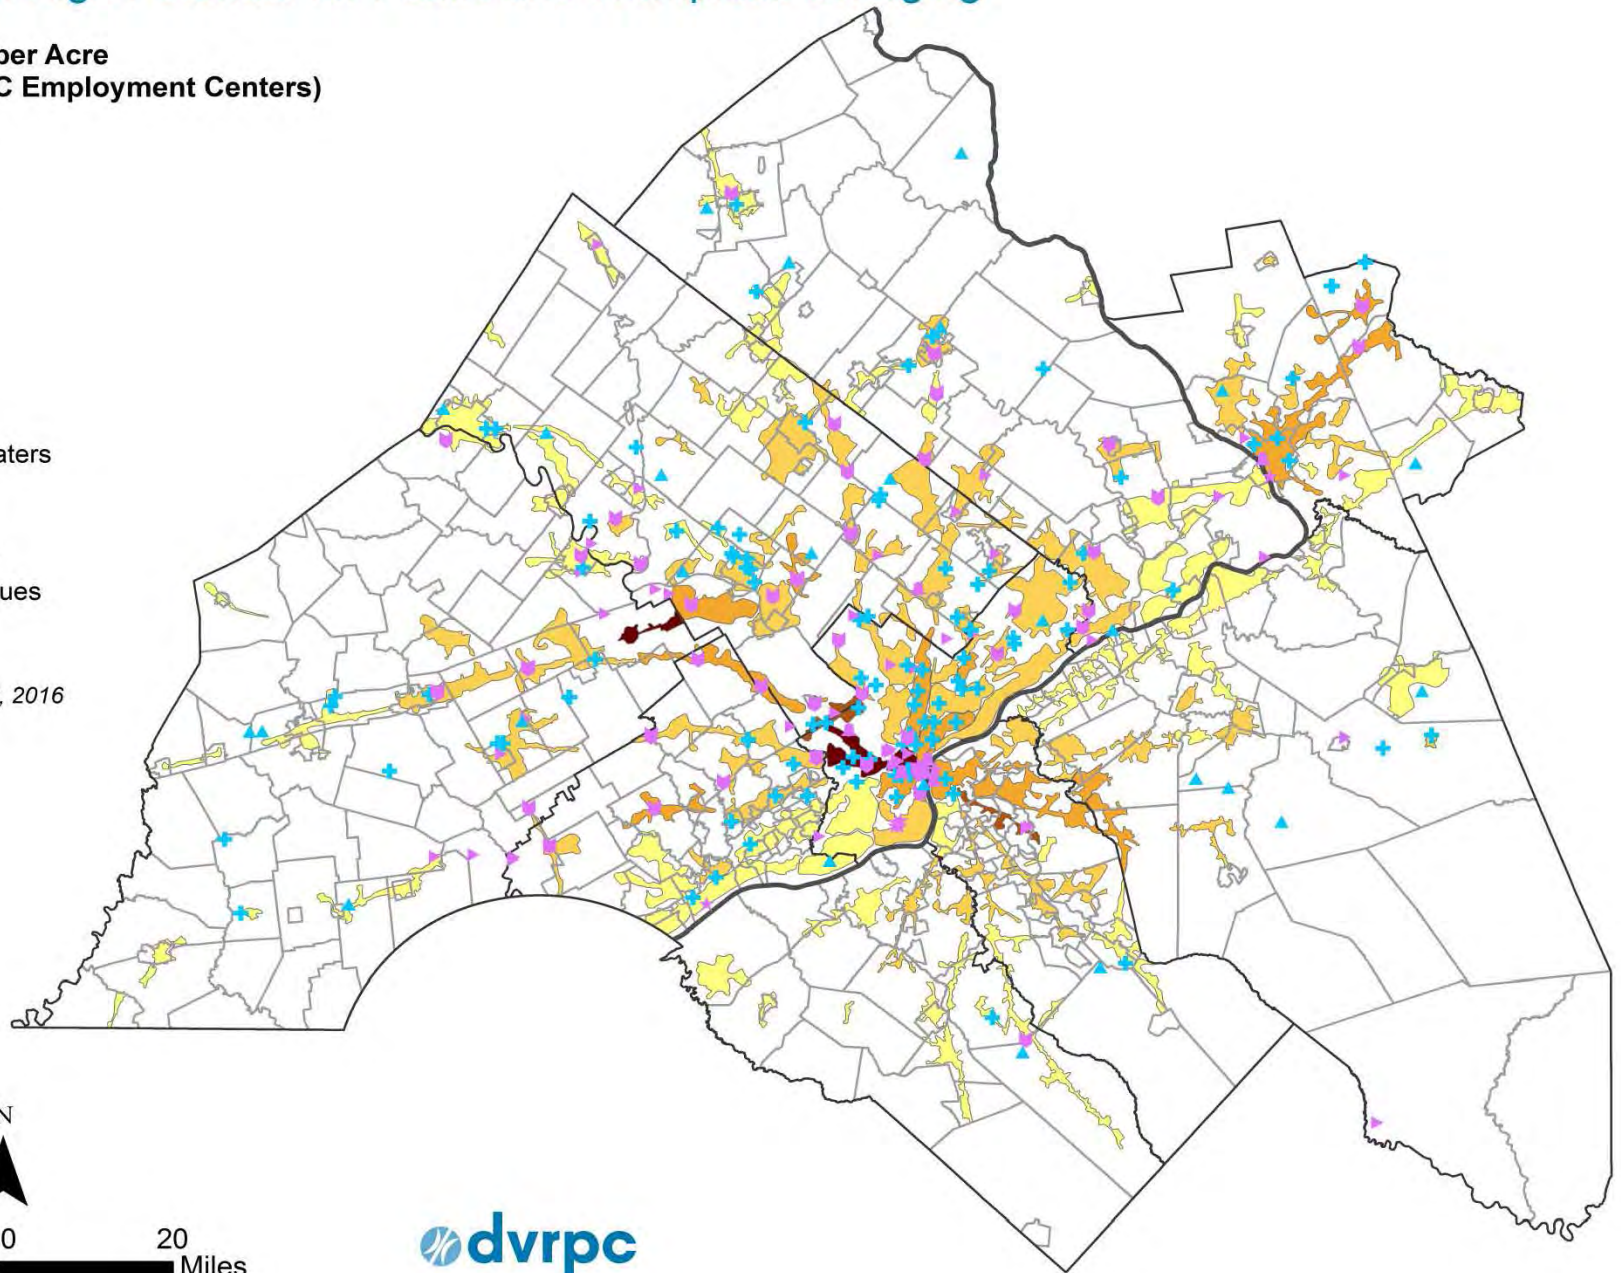 per Acre
C Employment Centers)
aters
ues
, 2016
N
0 20
Miles
dvrpc